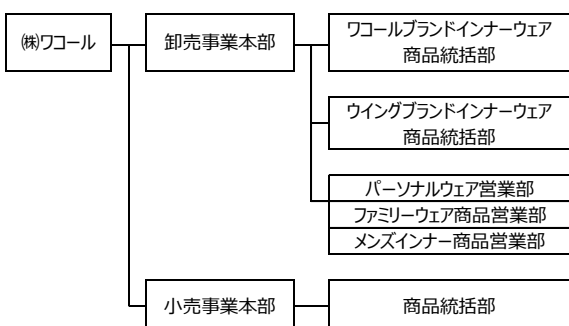 ㈱ワコール
卸売事業本部
ワコールブランドインナーウェア
商品統括部
ウイングブランドインナーウェア
商品統括部
パーソナルウェア営業部
ファミリーウェア商品営業部
メンズインナー商品営業部
小売事業本部
商品統括部